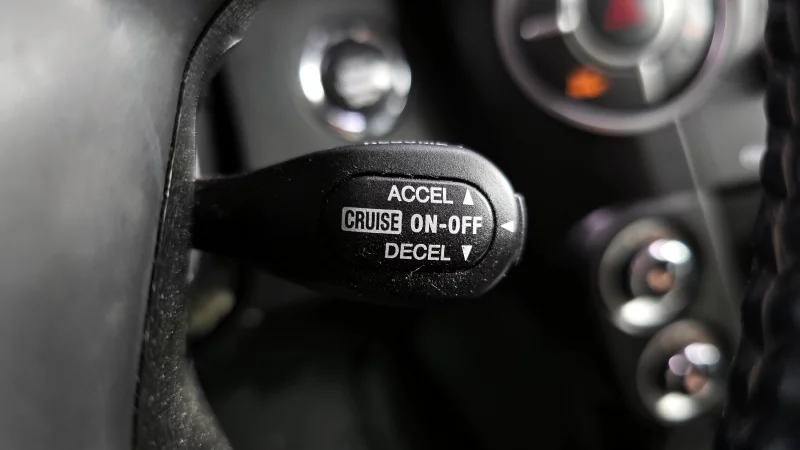 ACCEL ▲
CRUISE ON-OFF ◀
DECEL ▼